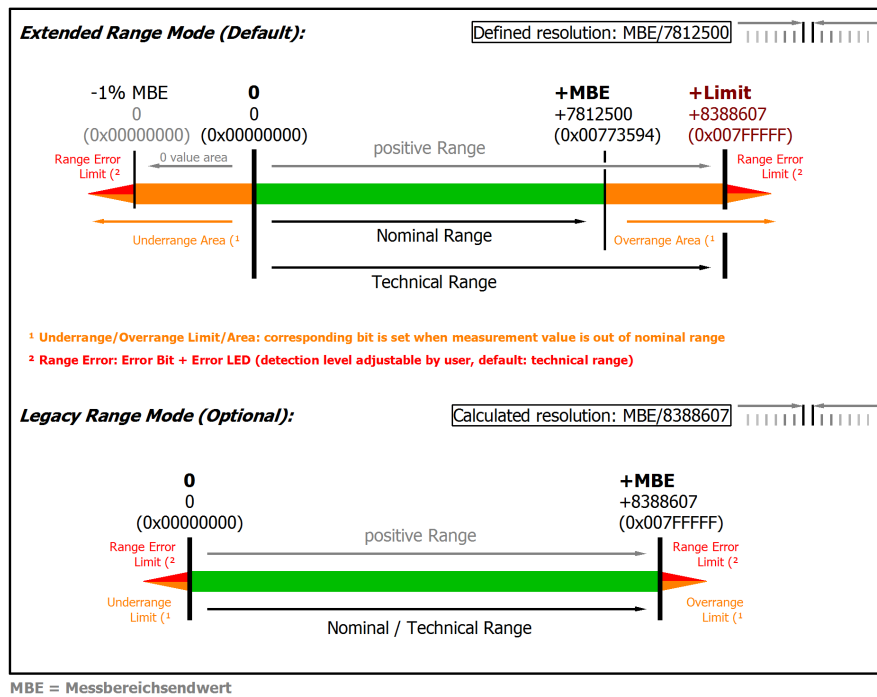 Extended Range Mode (Default):
Defined resolution: MBE/7812500
-1% MBE
0
(0x00000000)
0
0
(0x00000000)
+MBE
+7812500
(0x00773594)
+Limit
+8388607
(0x007FFFFF)
Range Error
Limit (²
0 value area
positive Range
Range Error
Limit (²
Underrange Area (¹
Nominal Range
Overrange Area (¹
Technical Range
¹ Underrange/Overrange Limit/Area: corresponding bit is set when measurement value is out of nominal range
² Range Error: Error Bit + Error LED (detection level adjustable by user, default: technical range)
Legacy Range Mode (Optional):
Calculated resolution: MBE/8388607
0
0
(0x00000000)
+MBE
+8388607
(0x007FFFFF)
Range Error
Limit (²
positive Range
Range Error
Limit (²
Underrange
Limit (¹
Nominal / Technical Range
Overrange
Limit (¹
MBE = Messbereichsendwert